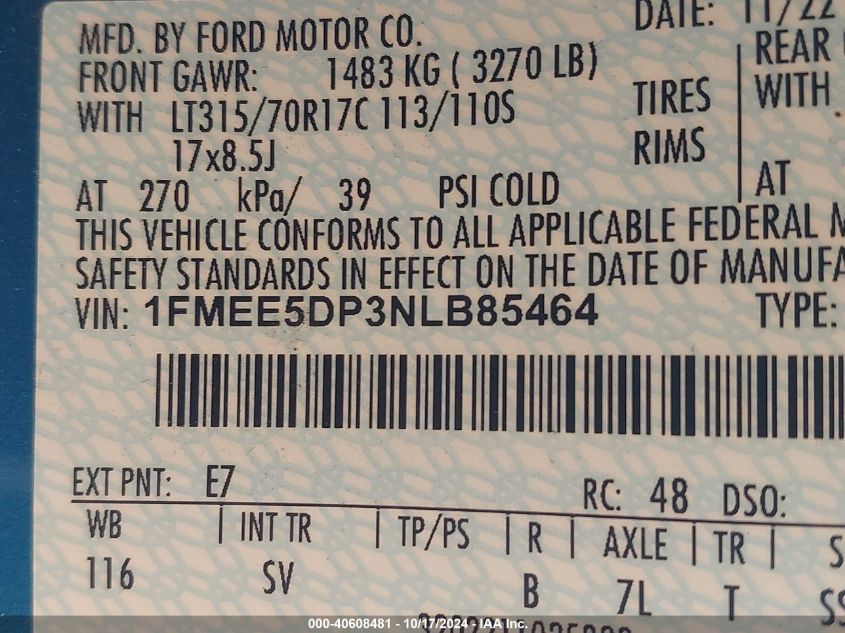 DATE: 11/22
MFD. BY FORD MOTOR CO.
FRONT GAWR: 1483 KG ( 3270 LB) REAR
WITH LT315/70R17C 113/110S TIRES WITH
17x8.5J RIMS
AT 270 kPa/ 39 PSI COLD AT
THIS VEHICLE CONFORMS TO ALL APPLICABLE FEDERAL M
SAFETY STANDARDS IN EFFECT ON THE DATE OF MANUFA
VIN: 1FMEE5DP3NLB85464 TYPE:
EXT PNT: E7 RC: 48 DSO:
WB INT TR TP/PS R AXLE TR S
116 SV B 7L T SS
000-40608481 - 10/17/2024 - IAA Inc.